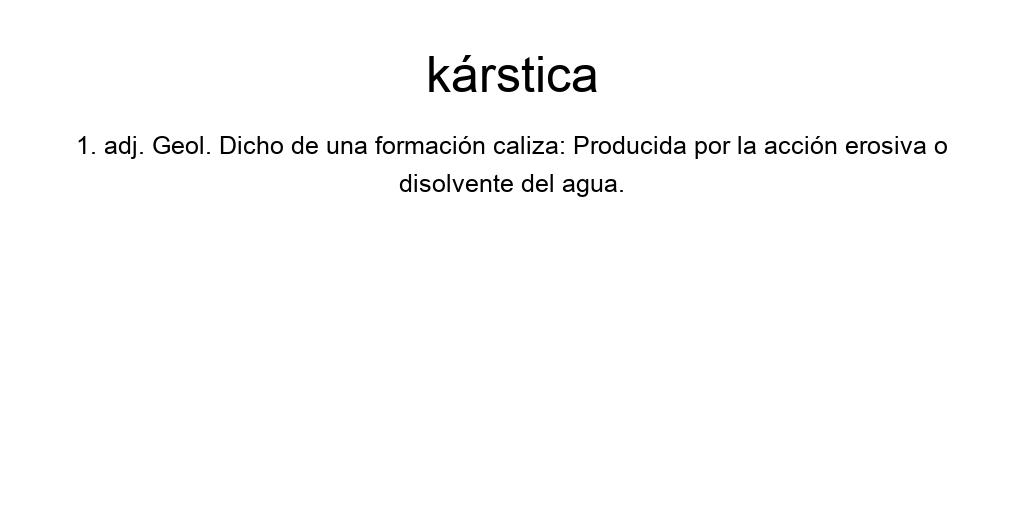 kárstica
1. adj. Geol. Dicho de una formación caliza: Producida por la acción erosiva o
disolvente del agua.